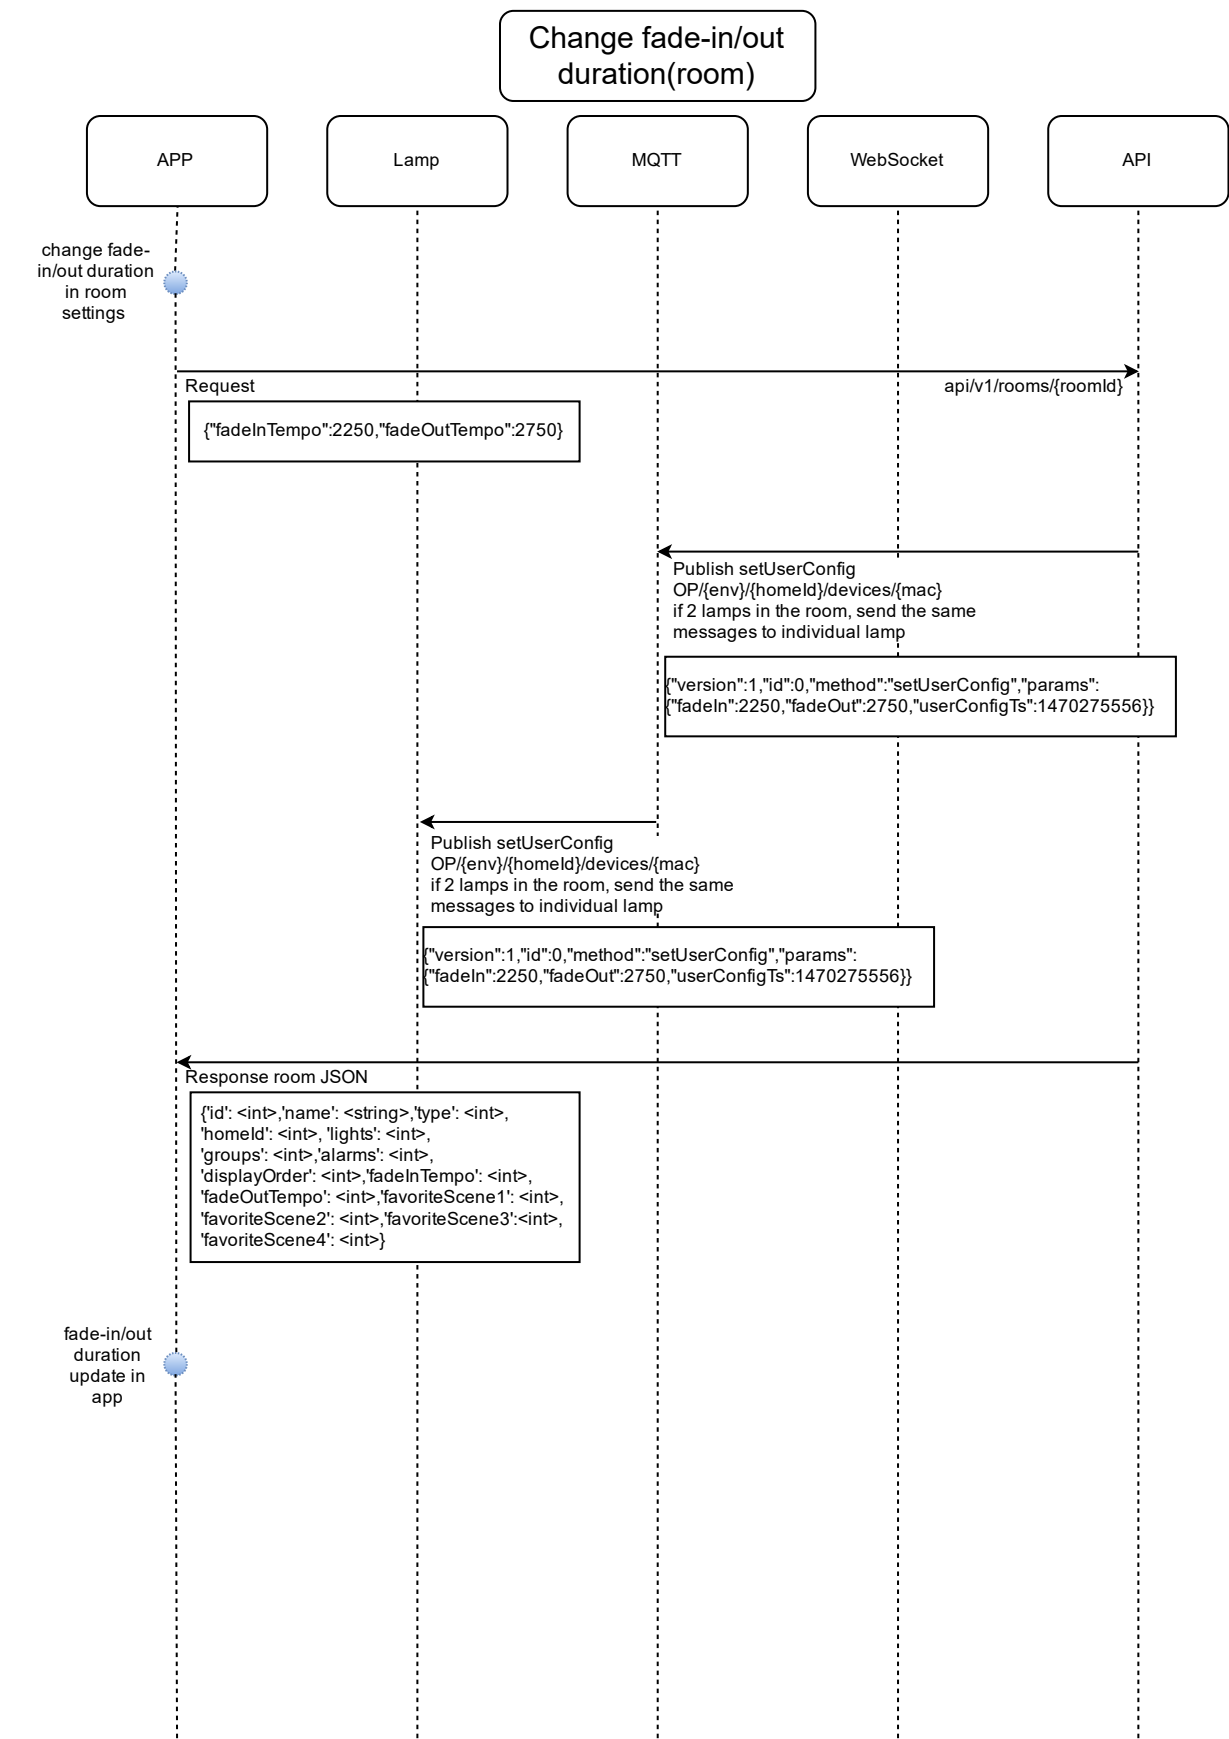 Change fade-in/out
duration(room)
APP
Lamp
MQTT
WebSocket
API
change fade-
in/out duration
in room
settings
Request
api/v1/rooms/{roomId}
{"fadeInTempo":2250,"fadeOutTempo":2750}
Publish setUserConfig
OP/{env}/{homeId}/devices/{mac}
if 2 lamps in the room, send the same
messages to individual lamp
{"version":1,"id":0,"method":"setUserConfig","params":
{"fadeIn":2250,"fadeOut":2750,"userConfigTs":1470275556}}
Publish setUserConfig
OP/{env}/{homeId}/devices/{mac}
if 2 lamps in the room, send the same
messages to individual lamp
{"version":1,"id":0,"method":"setUserConfig","params":
{"fadeIn":2250,"fadeOut":2750,"userConfigTs":1470275556}}
Response room JSON
{'id': <int>,'name': <string>,'type': <int>,
'homeId': <int>, 'lights': <int>,
'groups': <int>,'alarms': <int>,
'displayOrder': <int>,'fadeInTempo': <int>,
'fadeOutTempo': <int>,'favoriteScene1': <int>,
'favoriteScene2': <int>,'favoriteScene3':<int>,
'favoriteScene4': <int>}
fade-in/out
duration
update in
app